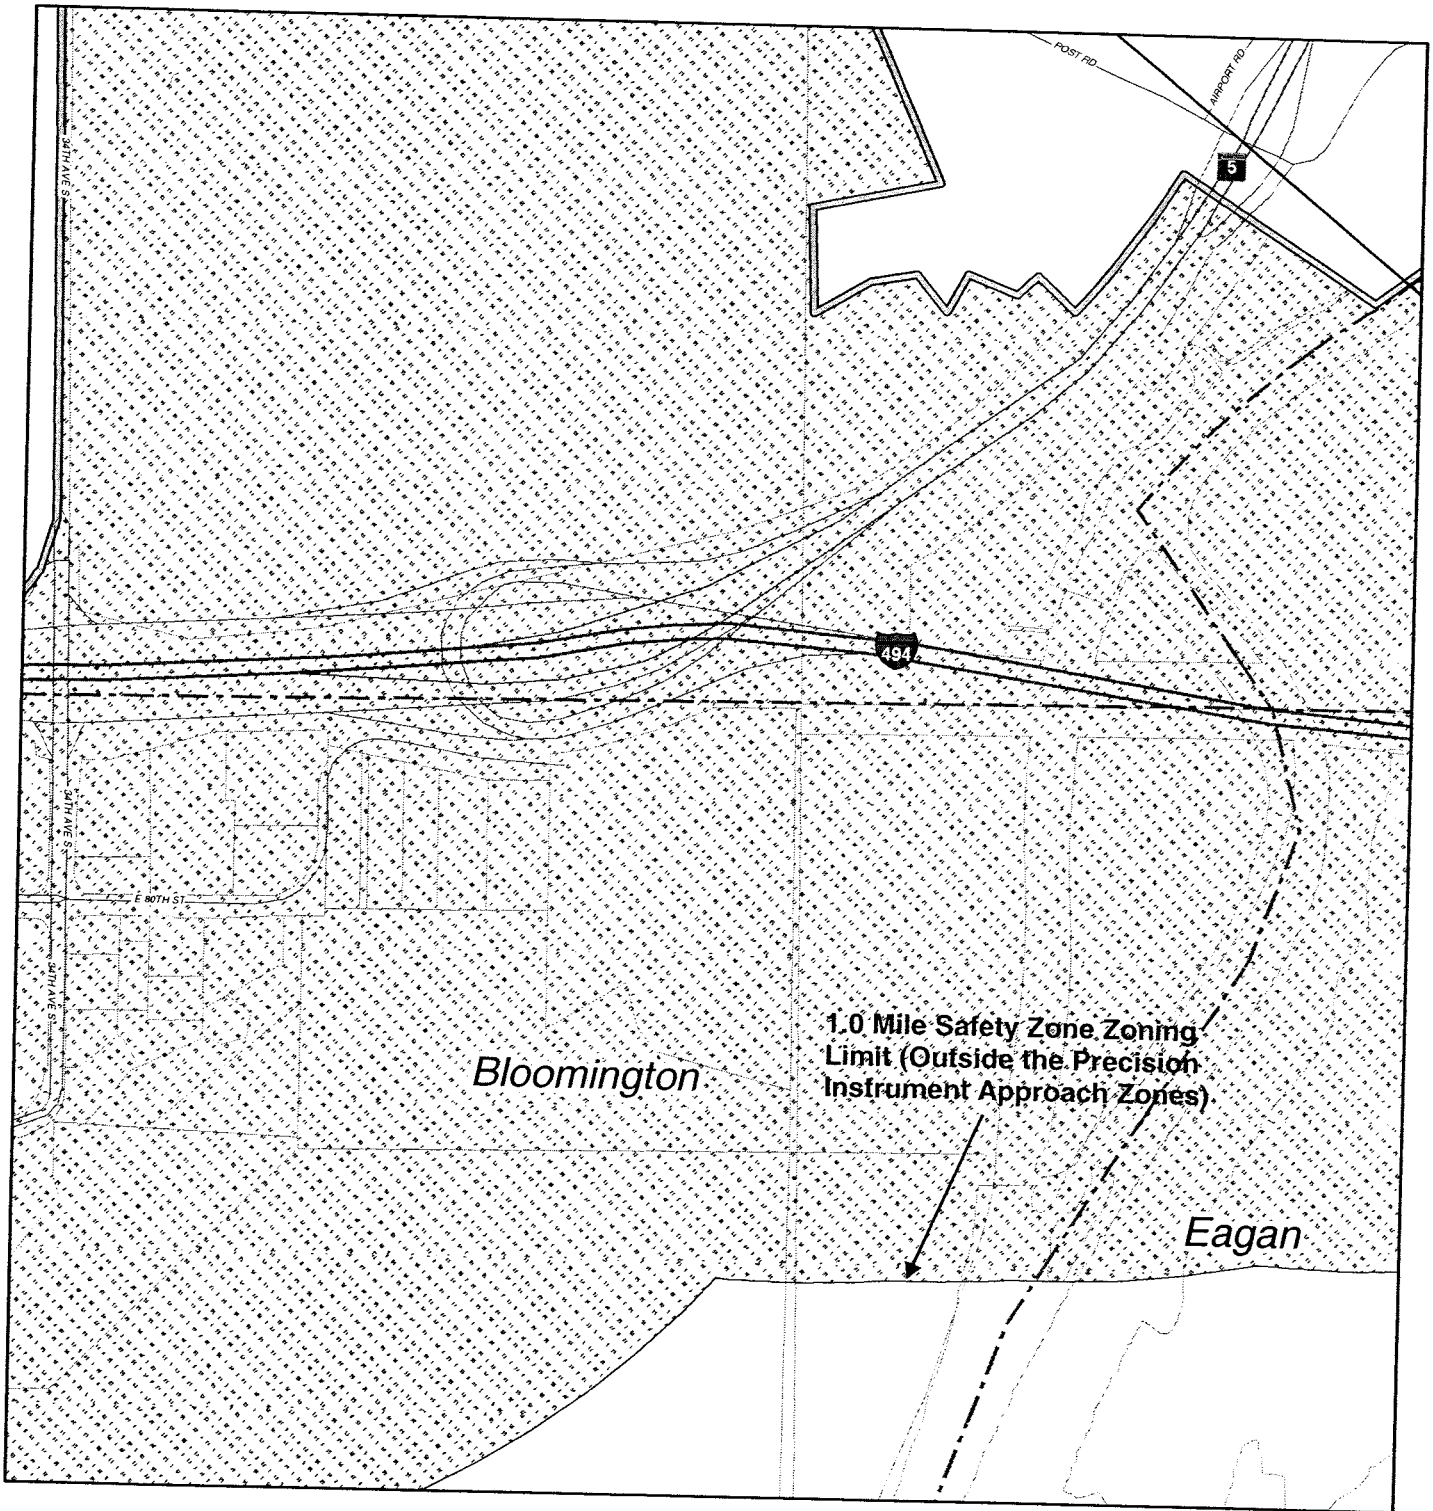 POST RD
AIRPORT RD
5
34TH AVE S
494
34TH AVE S
E 80TH ST
34TH AVE S
1.0 Mile Safety Zone Zoning
Limit (Outside the Precision
Instrument Approach Zones)
Bloomington
Eagan